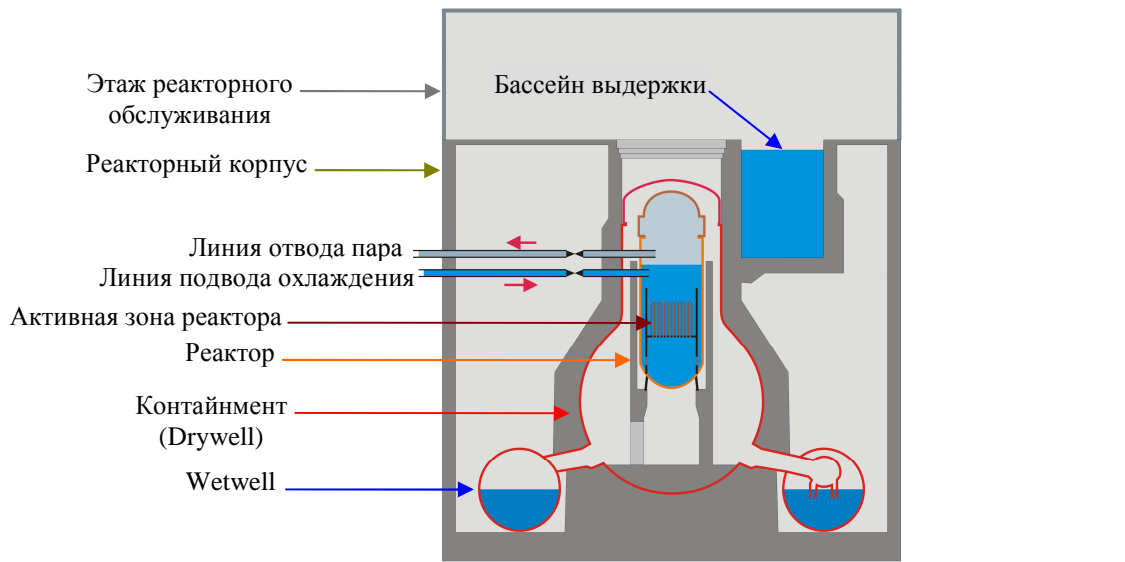 Этаж реакторного
обслуживания
Бассейн выдержки
Реакторный корпус
Линия отвода пара
Линия подвода охлаждения
Активная зона реактора
Реактор
Контайнмент
(Drywell)
Wetwell